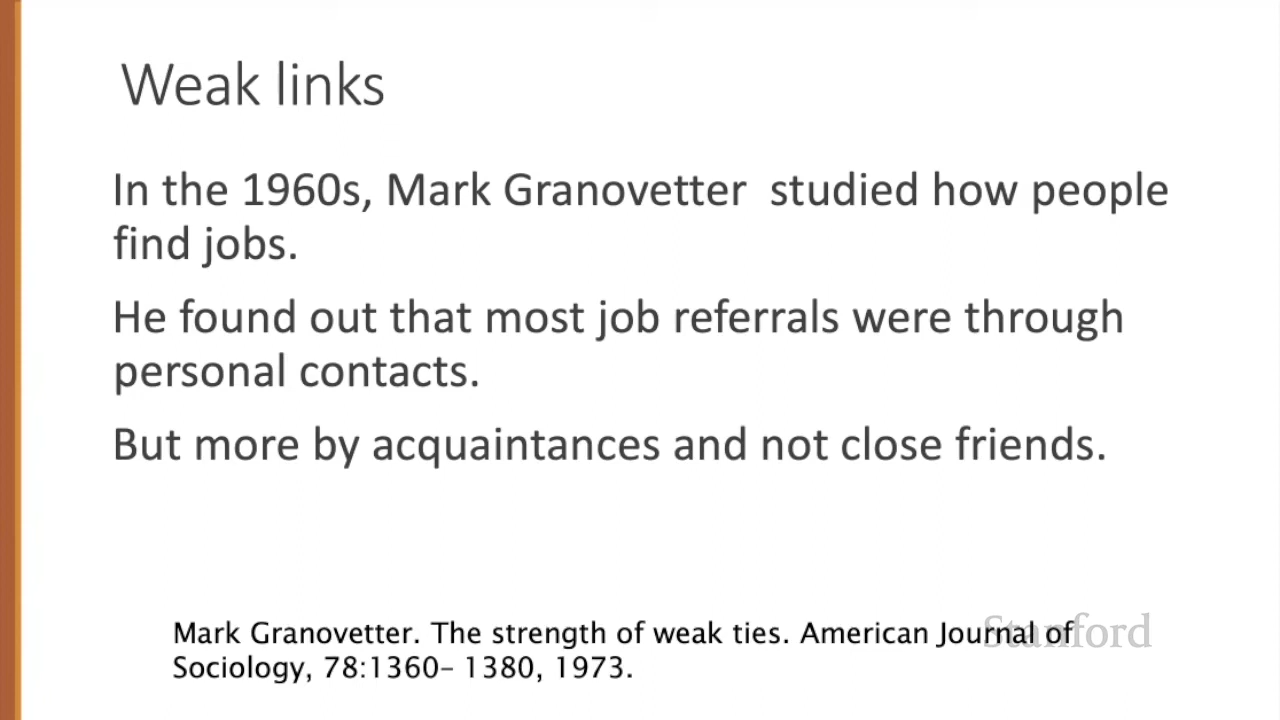 Weak links
In the 1960s, Mark Granovetter studied how people
find jobs.
He found out that most job referrals were through
personal contacts.
But more by acquaintances and not close friends.
Mark Granovetter. The strength of weak ties. American Journal of
Sociology, 78:1360– 1380, 1973.
Stanford